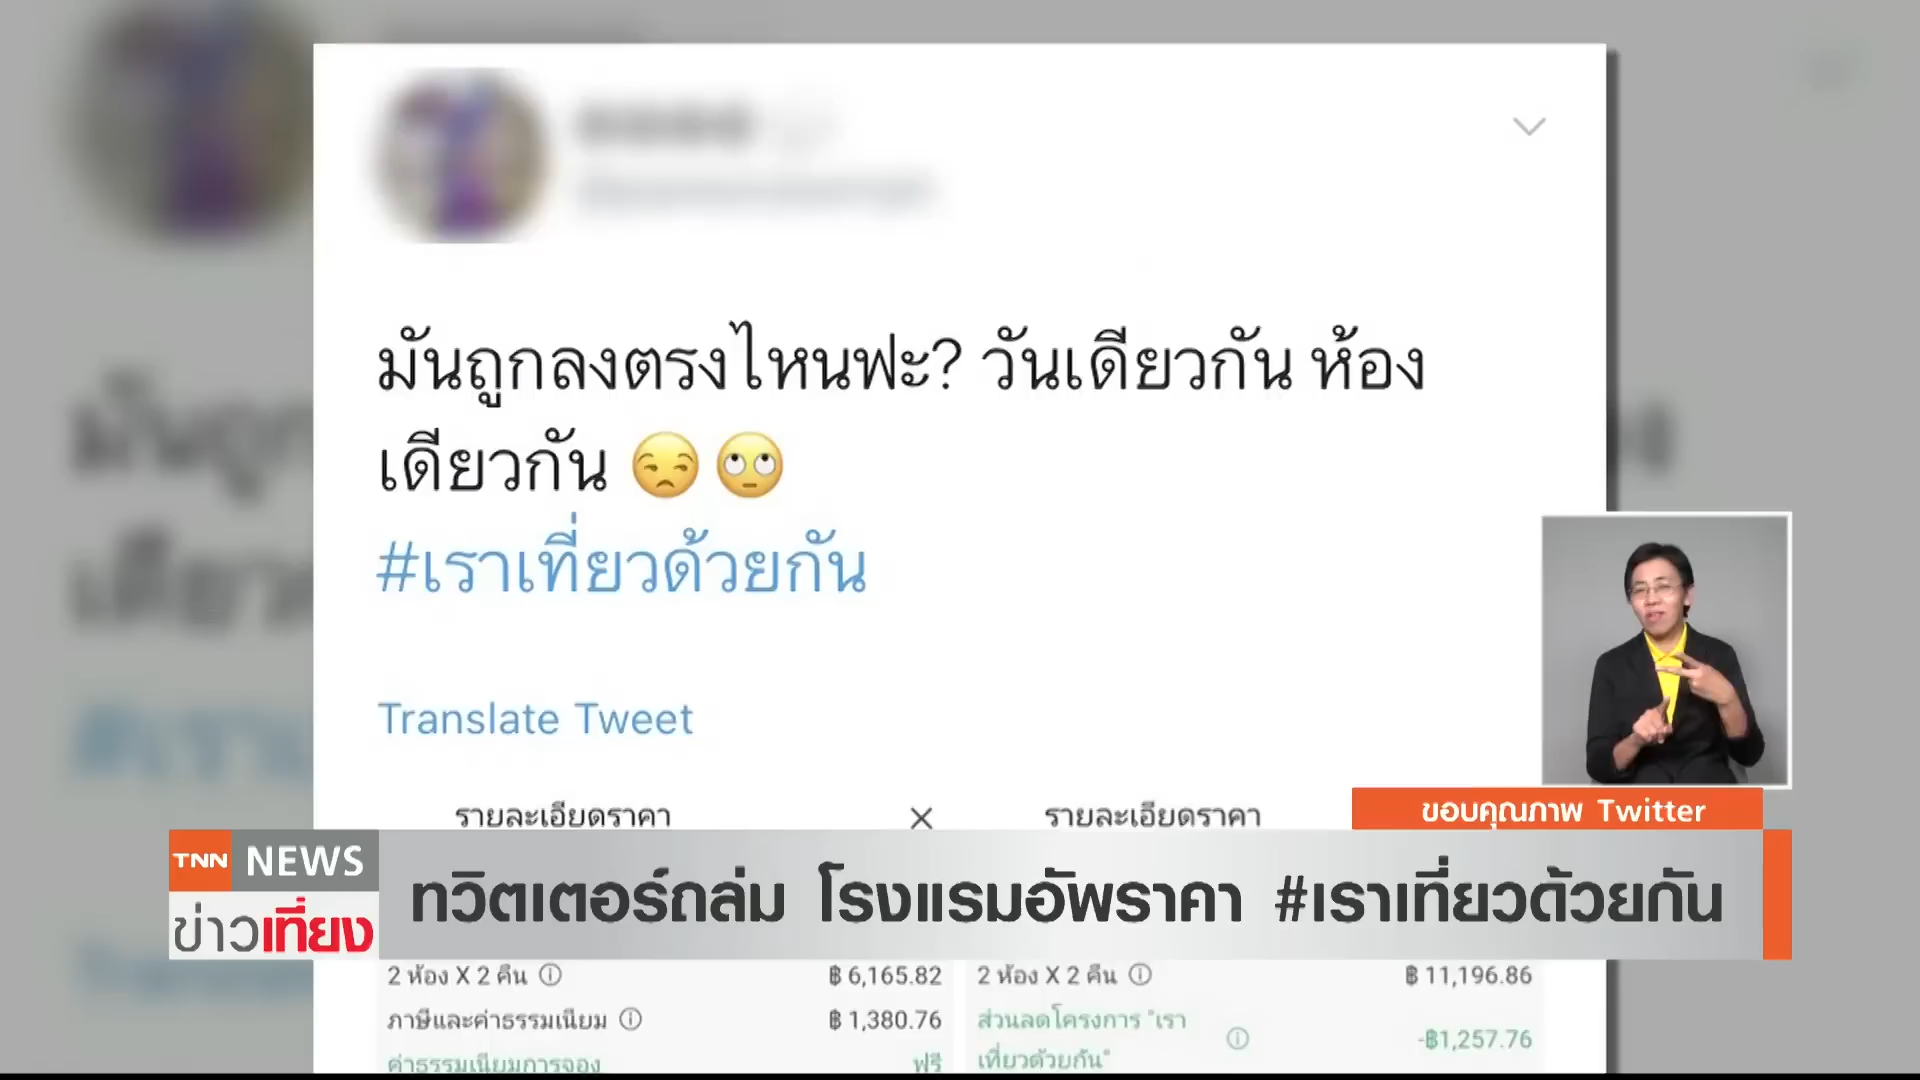 มันถูกลงตรงไหนฟะ? วันเดียวกัน ห้อง
เดียวกัน 😒 🙄
#เราเที่ยวด้วยกัน
Translate Tweet
รายละเอียดราคา
รายละเอียดราคา
ขอบคุณภาพ Twitter
TNN NEWS
ข่าวเที่ยง
ทวิตเตอร์ถล่ม โรงแรมอัพราคา #เราเที่ยวด้วยกัน
2 ห้อง X 2 คืน ฿ 6,165.82
ภาษีและค่าธรรมเนียม ฿ 1,380.76
ค่าธรรมเนียมการจอง ฟรี
2 ห้อง X 2 คืน ฿ 11,196.86
ส่วนลดโครงการ "เรา -฿1,257.76
เที่ยวด้วยกัน"